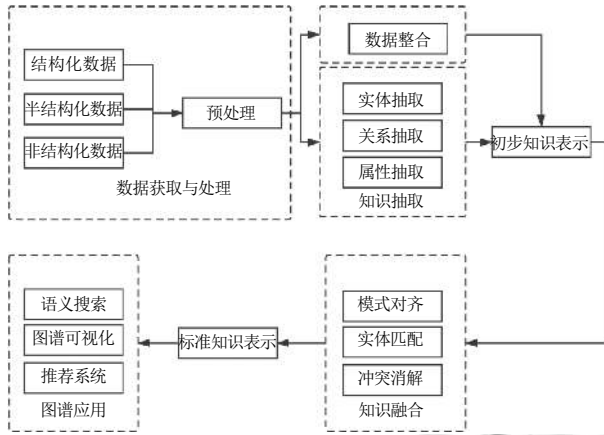 结构化数据
半结构化数据
非结构化数据
预处理
数据获取与处理
数据整合
实体抽取
关系抽取
属性抽取
知识抽取
初步知识表示
模式对齐
实体匹配
冲突消解
知识融合
标准知识表示
语义搜索
图谱可视化
推荐系统
图谱应用